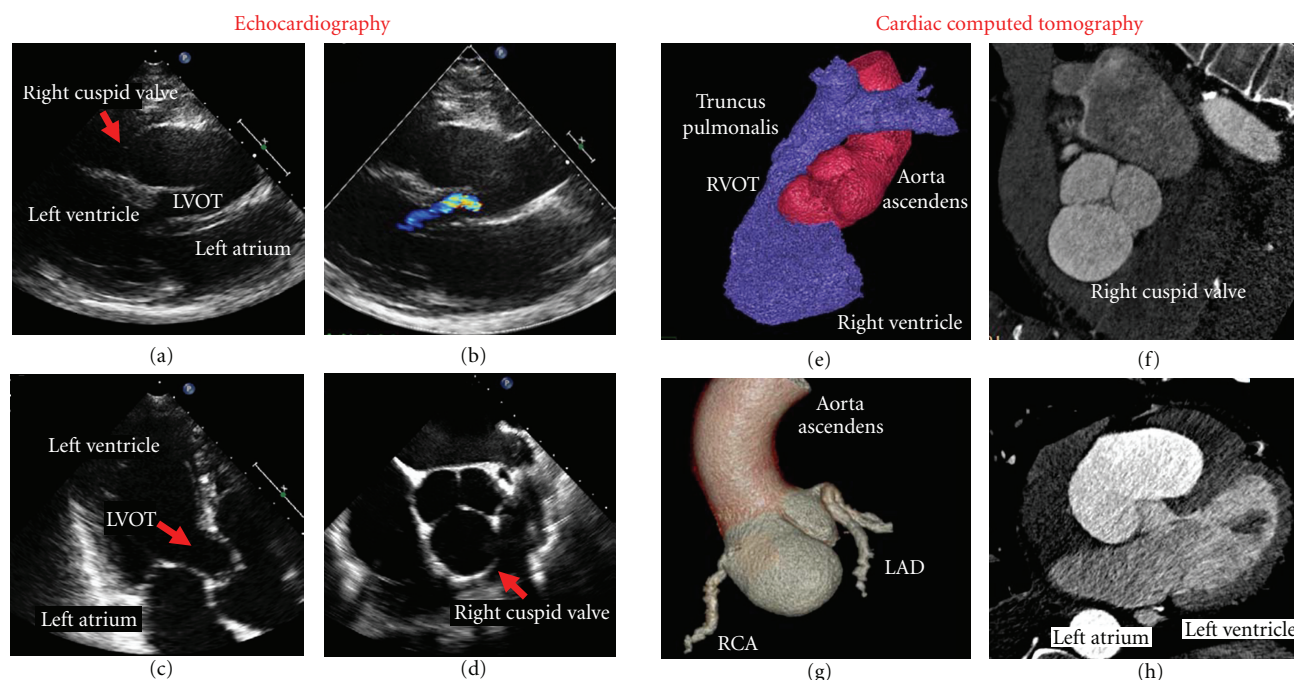 Echocardiography
Cardiac computed tomography
Right cuspid valve
LVOT
Left ventricle
Left atrium
(a)
(b)
Truncus
pulmonalis
RVOT
Aorta
ascendens
Right ventricle
(e)
Right cuspid valve
(f)
Left ventricle
LVOT
Left atrium
(c)
Right cuspid valve
(d)
Aorta
ascendens
LAD
RCA
(g)
Left atrium
Left ventricle
(h)